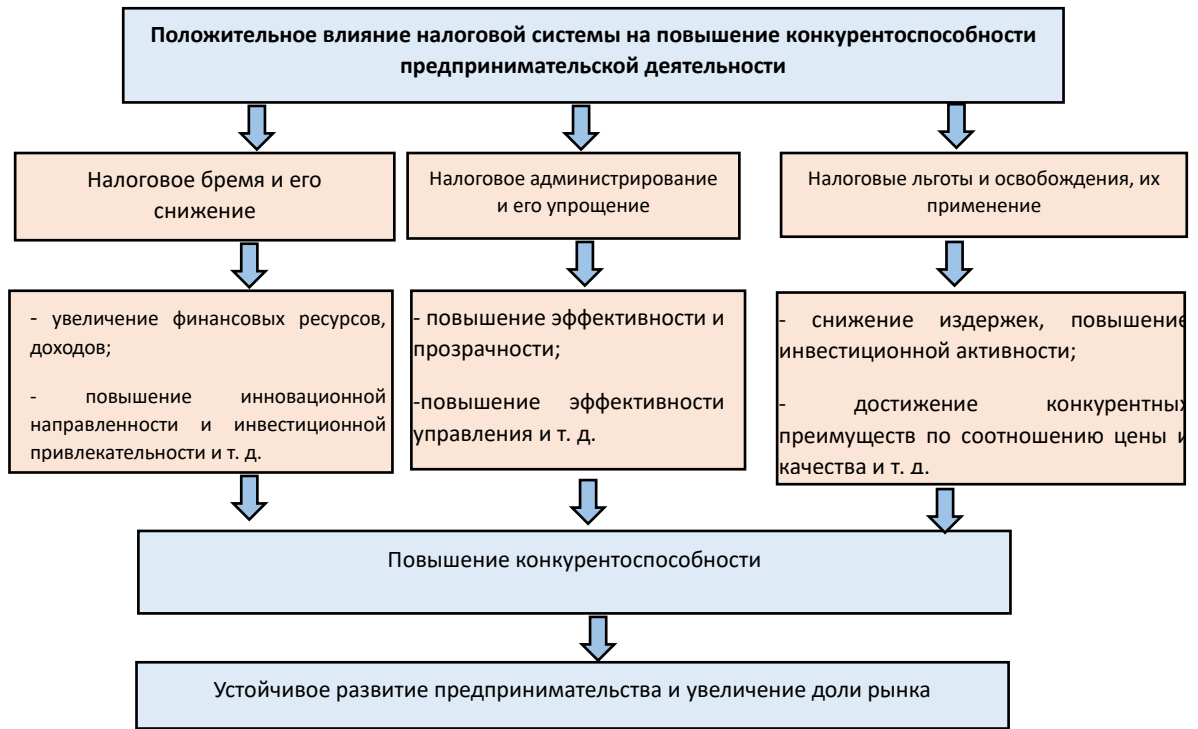 Положительное влияние налоговой системы на повышение конкурентоспособности
предпринимательской деятельности
Налоговое бремя и его
снижение
Налоговое администрирование
и его упрощение
Налоговые льготы и освобождения, их
применение
- увеличение финансовых ресурсов,
доходов;
- повышение инновационной
направленности и инвестиционной
привлекательности и т. д.
- повышение эффективности и
прозрачности;
-повышение эффективности
управления и т. д.
- снижение издержек, повышение
инвестиционной активности;
- достижение конкурентных
преимуществ по соотношению цены и
качества и т. д.
Повышение конкурентоспособности
Устойчивое развитие предпринимательства и увеличение доли рынка